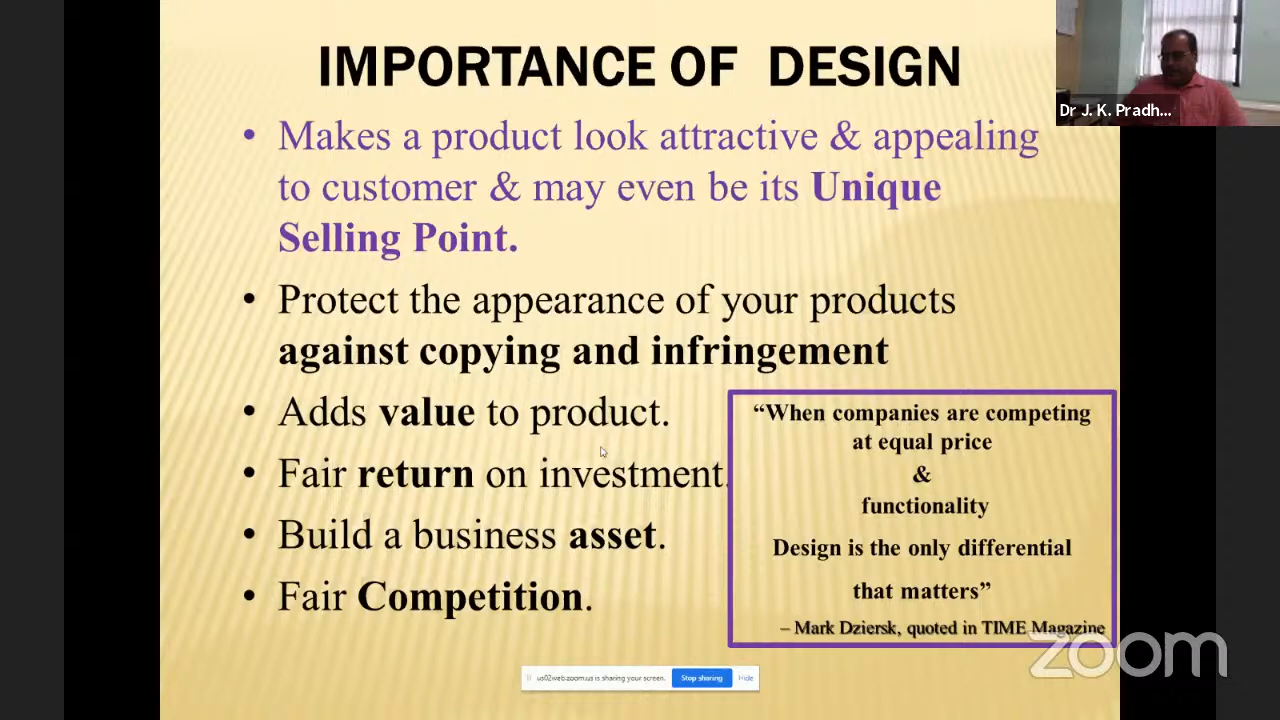 IMPORTANCE OF DESIGN
Dr J. K. Pradh...
• Makes a product look attractive & appealing
to customer & may even be its Unique
Selling Point.
• Protect the appearance of your products
against copying and infringement
• Adds value to product.
• Fair return on investment.
• Build a business asset.
• Fair Competition.
“When companies are competing
at equal price
&
functionality
Design is the only differential
that matters”
– Mark Dziersk, quoted in TIME Magazine
zoom
us02web.zoom.us is sharing your screen. Stop sharing Hide